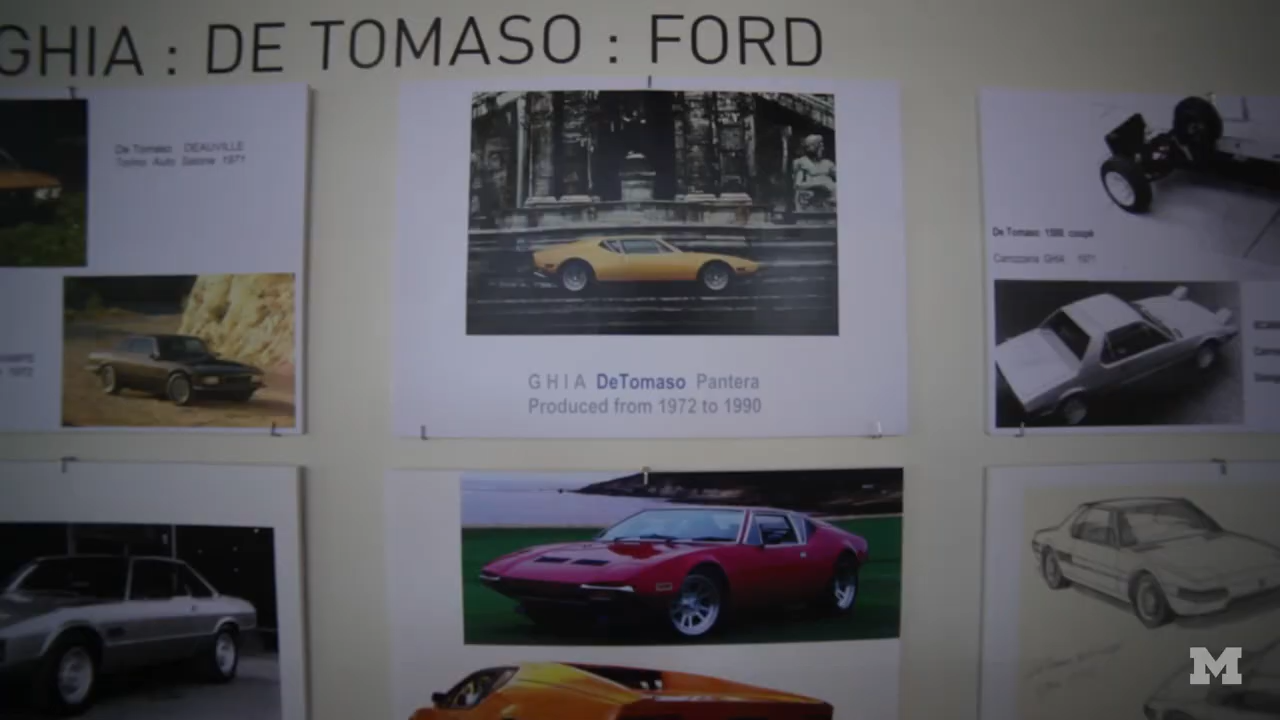 GHIA : DE TOMASO : FORD
De Tomaso DEAUVILLE
Torino Auto Salone 1971
1972
GHIA DeTomaso Pantera
Produced from 1972 to 1990
De Tomaso coupé
Carrozzeria GHIA 1971
M